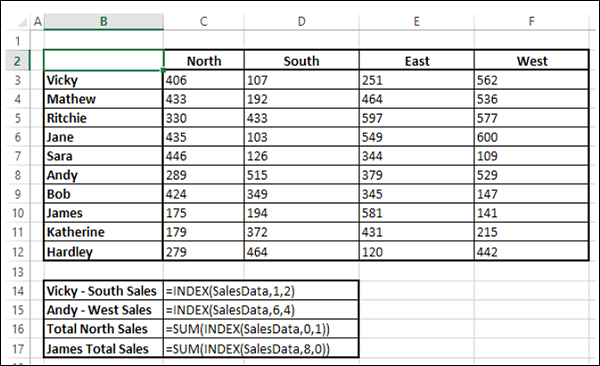 A B C D E F
1
2 North South East West
3 Vicky 406 107 251 562
4 Mathew 433 192 464 536
5 Ritchie 330 433 597 577
6 Jane 435 103 549 600
7 Sara 446 126 344 109
8 Andy 289 515 379 529
9 Bob 424 349 345 147
10 James 175 194 581 141
11 Katherine 179 372 431 215
12 Hardley 279 464 120 442
13
14 Vicky - South Sales =INDEX(SalesData,1,2)
15 Andy - West Sales =INDEX(SalesData,6,4)
16 Total North Sales =SUM(INDEX(SalesData,0,1))
17 James Total Sales =SUM(INDEX(SalesData,8,0))